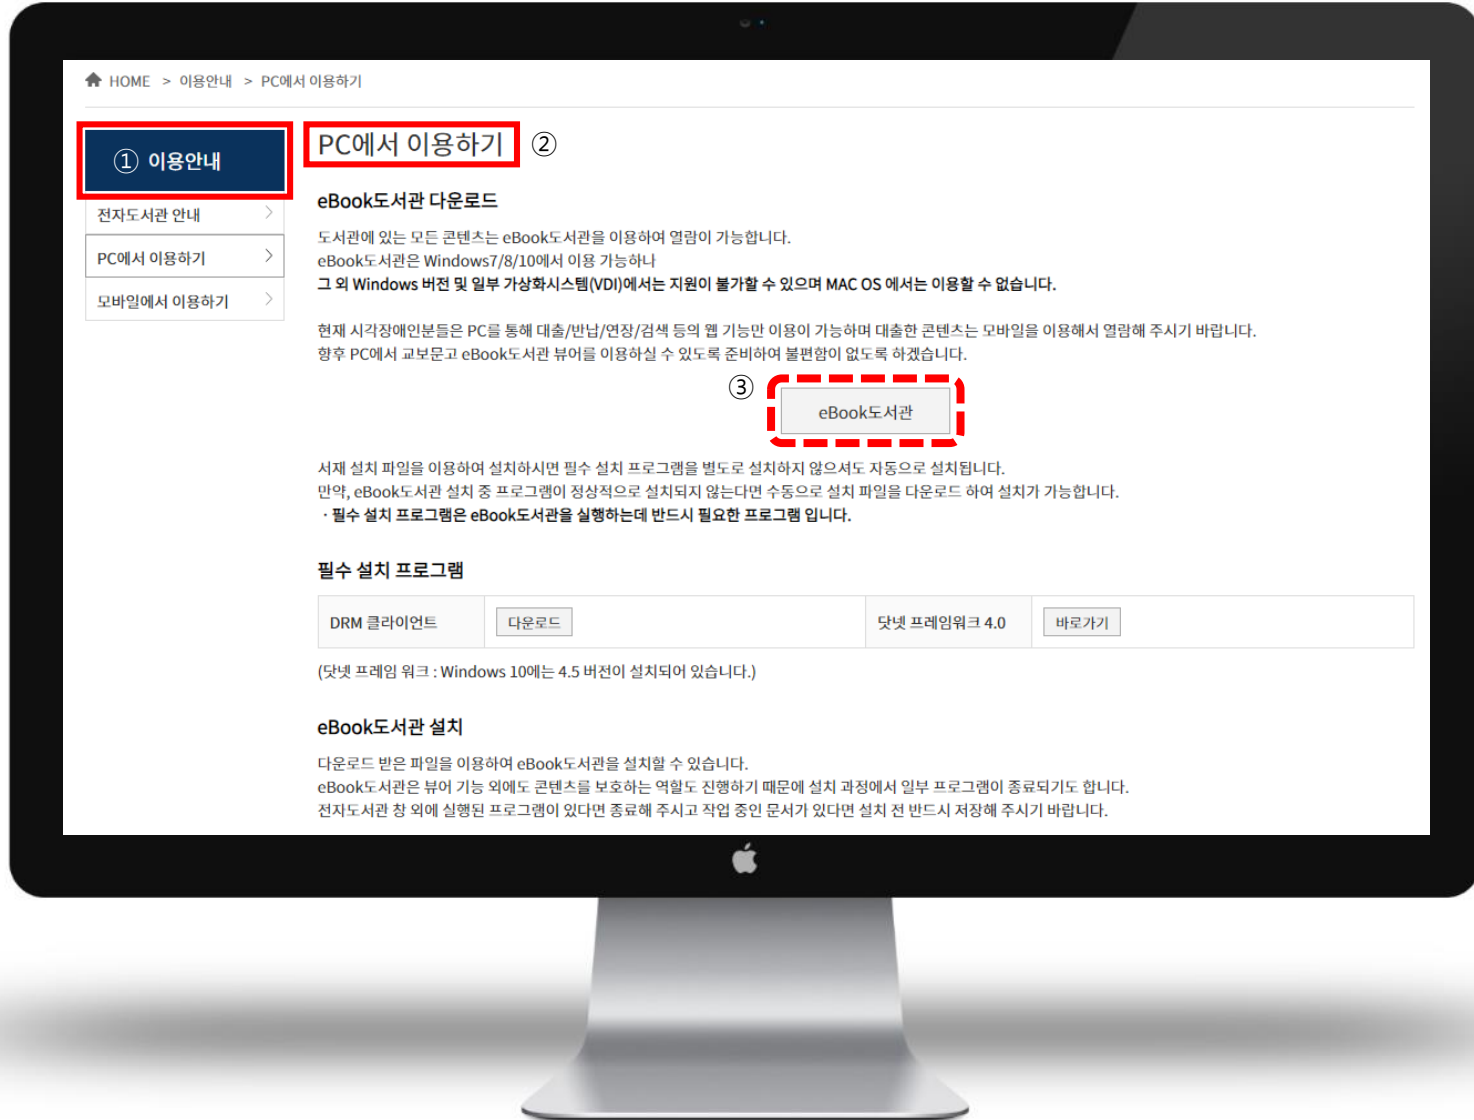 HOME > 이용안내 > PC에서 이용하기
① 이용안내
전자도서관 안내
PC에서 이용하기
모바일에서 이용하기
PC에서 이용하기 ②
eBook도서관 다운로드
도서관에 있는 모든 콘텐츠는 eBook도서관을 이용하여 열람이 가능합니다.
eBook도서관은 Windows7/8/10에서 이용 가능하나
그 외 Windows 버전 및 일부 가상화시스템(VDI)에서는 지원이 불가할 수 있으며 MAC OS 에서는 이용할 수 없습니다.
현재 시각장애인분들은 PC를 통해 대출/반납/연장/검색 등의 웹 기능만 이용이 가능하며 대출한 콘텐츠는 모바일을 이용해서 열람해 주시기 바랍니다.
향후 PC에서 교보문고 eBook도서관 뷰어를 이용하실 수 있도록 준비하여 불편함이 없도록 하겠습니다.
③
eBook도서관
서재 설치 파일을 이용하여 설치하시면 필수 설치 프로그램을 별도로 설치하지 않으셔도 자동으로 설치됩니다.
만약, eBook도서관 설치 중 프로그램이 정상적으로 설치되지 않는다면 수동으로 설치 파일을 다운로드 하여 설치가 가능합니다.
· 필수 설치 프로그램은 eBook도서관을 실행하는데 반드시 필요한 프로그램 입니다.
필수 설치 프로그램
DRM 클라이언트 다운로드 닷넷 프레임워크 4.0 바로가기
(닷넷 프레임 워크 : Windows 10에는 4.5 버전이 설치되어 있습니다.)
eBook도서관 설치
다운로드 받은 파일을 이용하여 eBook도서관을 설치할 수 있습니다.
eBook도서관은 뷰어 기능 외에도 콘텐츠를 보호하는 역할도 진행하기 때문에 설치 과정에서 일부 프로그램이 종료되기도 합니다.
전자도서관 창 외에 실행된 프로그램이 있다면 종료해 주시고 작업 중인 문서가 있다면 설치 전 반드시 저장해 주시기 바랍니다.